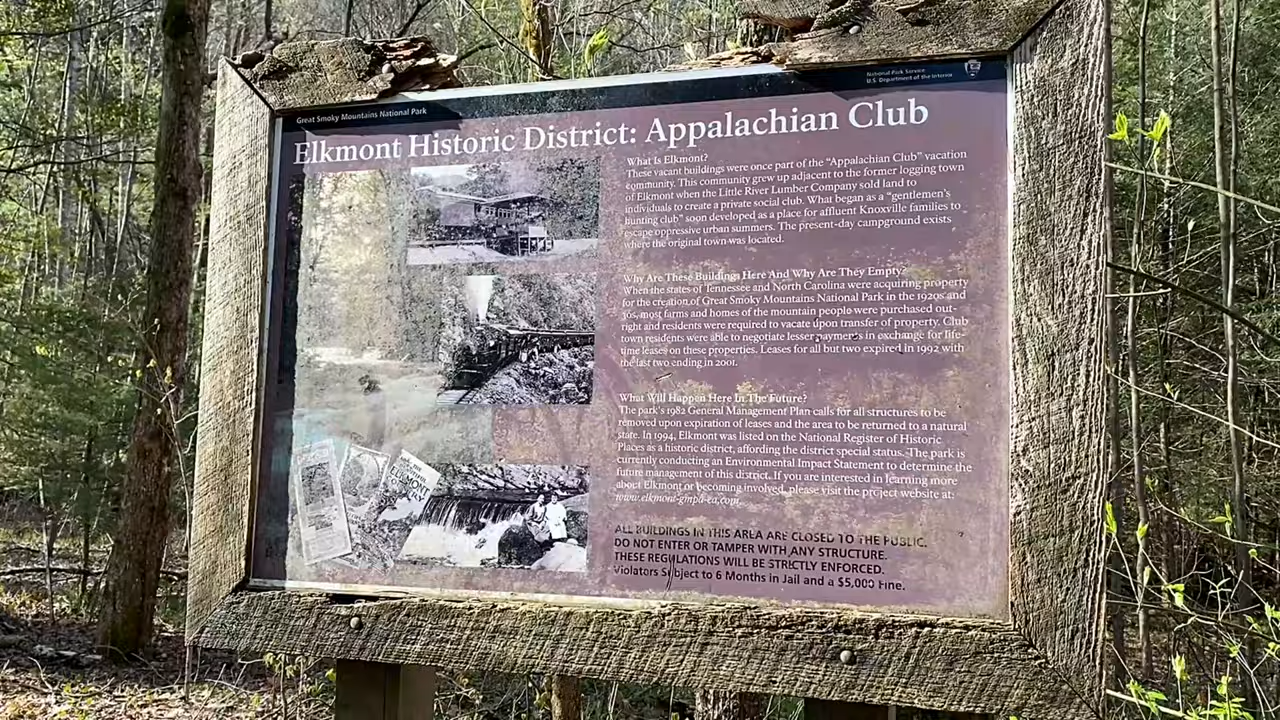 Great Smoky Mountains National Park
National Park Service
U.S. Department of the Interior
Elkmont Historic District: Appalachian Club
What Is Elkmont?
These vacant buildings were once part of the “Appalachian Club” vacation
community. This community grew up adjacent to the former logging town
of Elkmont when the Little River Lumber Company sold land to
individuals to create a private social club. What began as a “gentlemen's
hunting club” soon developed as a place for affluent Knoxville families to
escape oppressive urban summers. The present-day campground exists
where the original town was located.
Why Are These Buildings Here And Why Are They Empty?
When the states of Tennessee and North Carolina were acquiring property
for the creation of Great Smoky Mountains National Park in the 1920s and
30s, most farms and homes of the mountain people were purchased out-
right and residents were required to vacate upon transfer of property. Club
town residents were able to negotiate lesser payments in exchange for life-
time leases on these properties. Leases for all but two expired in 1992 with
the last two ending in 2001.
What Will Happen Here In The Future?
The park's 1982 General Management Plan calls for all structures to be
removed upon expiration of leases and the area to be returned to a natural
state. In 1994, Elkmont was listed on the National Register of Historic
Places as a historic district, affording the district special status. The park is
currently conducting an Environmental Impact Statement to determine the
future management of this district. If you are interested in learning more
about Elkmont or becoming involved, please visit the project website at:
www.elkmont-gmpa-ea.com.
ALL BUILDINGS IN THIS AREA ARE CLOSED TO THE PUBLIC.
DO NOT ENTER OR TAMPER WITH ANY STRUCTURE.
THESE REGULATIONS WILL BE STRICTLY ENFORCED.
Violators Subject to 6 Months in Jail and a $5,000 Fine.
ELKMONT